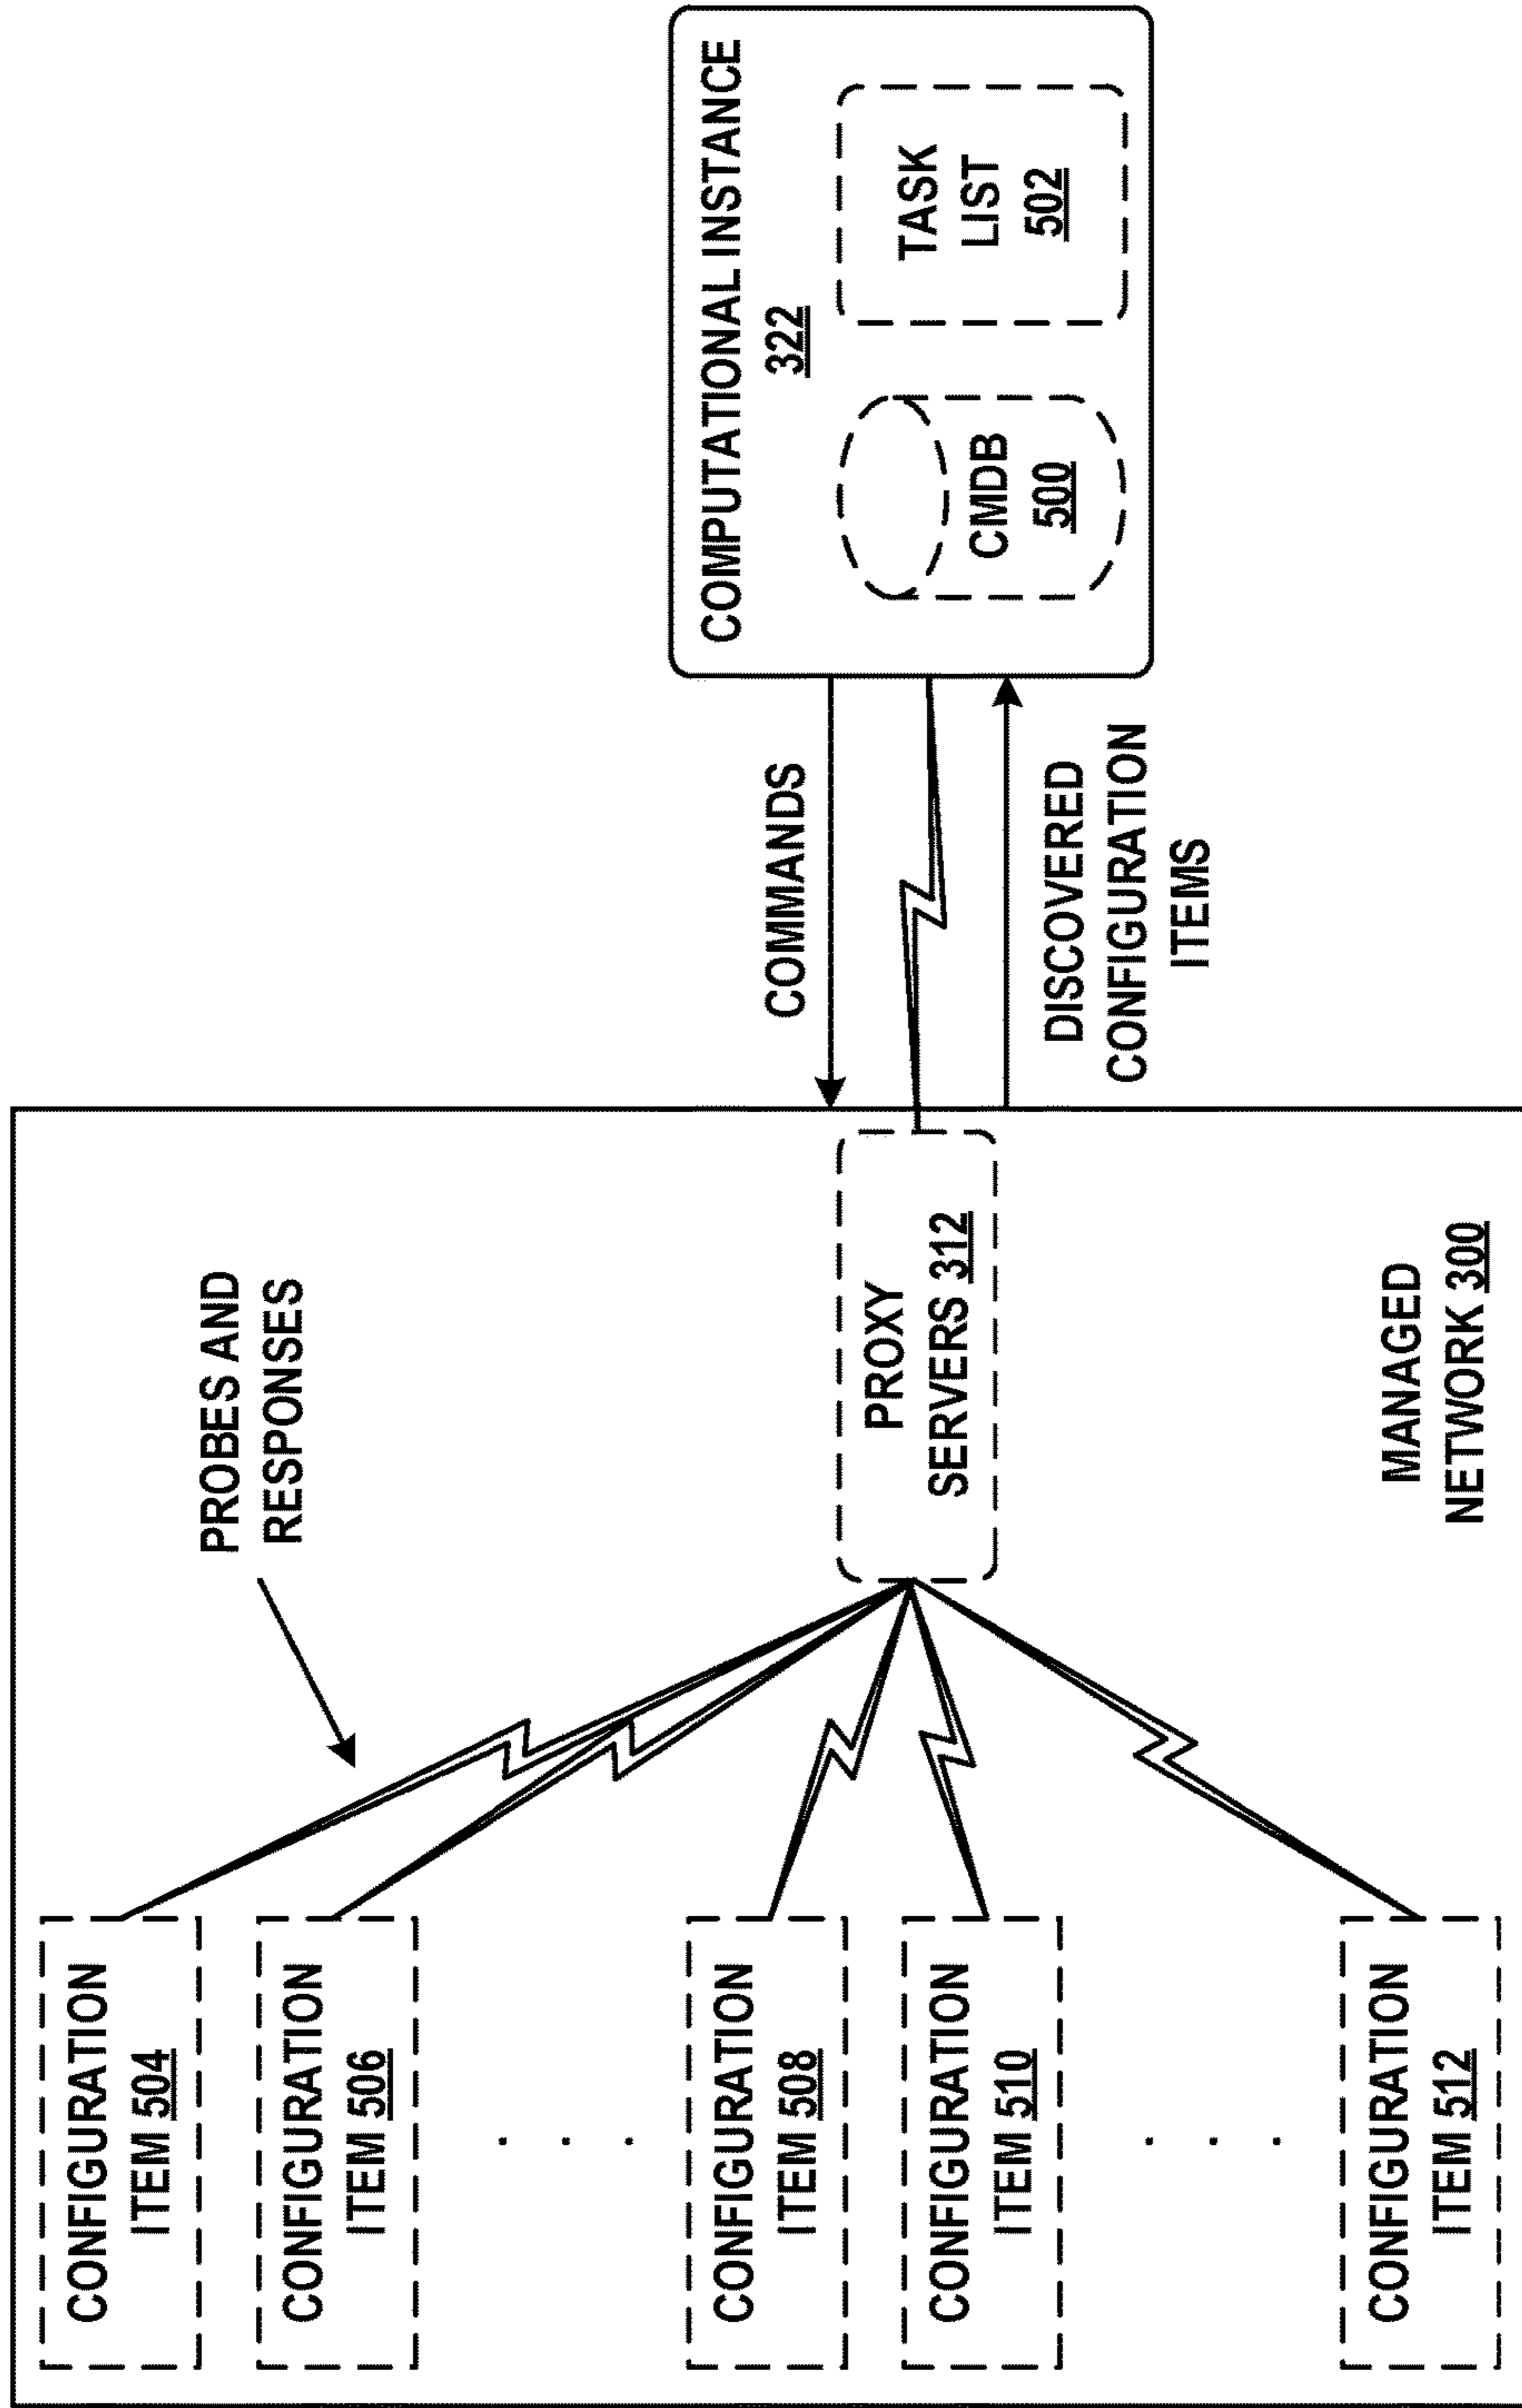 CONFIGURATION
ITEM 504
CONFIGURATION
ITEM 506
. . .
CONFIGURATION
ITEM 508
CONFIGURATION
ITEM 510
. . .
CONFIGURATION
ITEM 512
PROBES AND
RESPONSES
PROXY
SERVERS 312
MANAGED
NETWORK 300
COMMANDS
DISCOVERED
CONFIGURATION
ITEMS
COMPUTATIONAL INSTANCE
322
CMDB
500
TASK
LIST
502